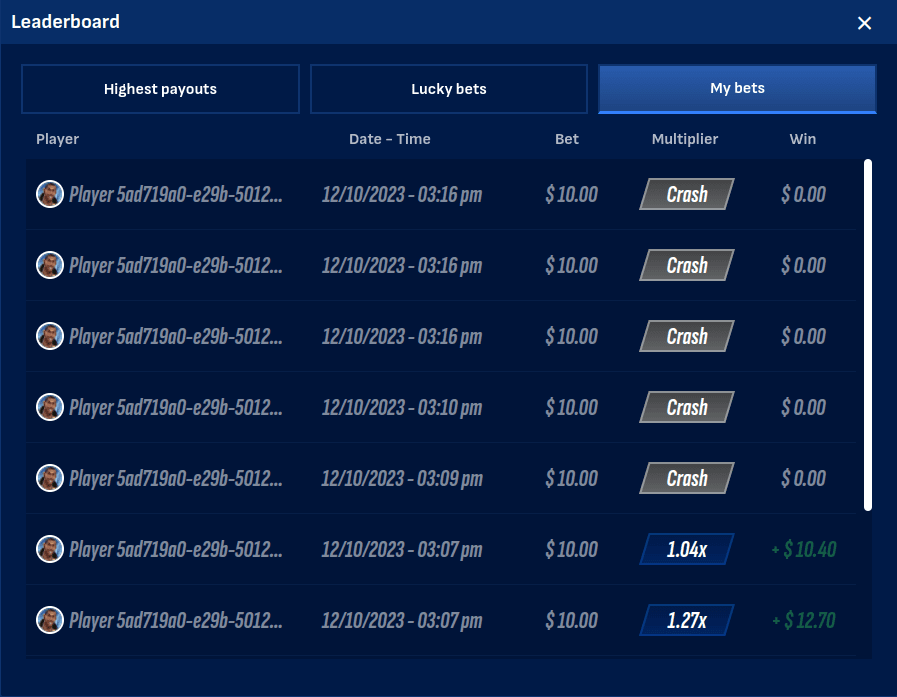 Leaderboard
Highest payouts Lucky bets My bets
Player Date - Time Bet Multiplier Win
Player 5ad719a0-e29b-5012... 12/10/2023 - 03:16 pm $ 10.00 Crash $ 0.00
Player 5ad719a0-e29b-5012... 12/10/2023 - 03:16 pm $ 10.00 Crash $ 0.00
Player 5ad719a0-e29b-5012... 12/10/2023 - 03:16 pm $ 10.00 Crash $ 0.00
Player 5ad719a0-e29b-5012... 12/10/2023 - 03:10 pm $ 10.00 Crash $ 0.00
Player 5ad719a0-e29b-5012... 12/10/2023 - 03:09 pm $ 10.00 Crash $ 0.00
Player 5ad719a0-e29b-5012... 12/10/2023 - 03:07 pm $ 10.00 1.04x + $ 10.40
Player 5ad719a0-e29b-5012... 12/10/2023 - 03:07 pm $ 10.00 1.27x + $ 12.70